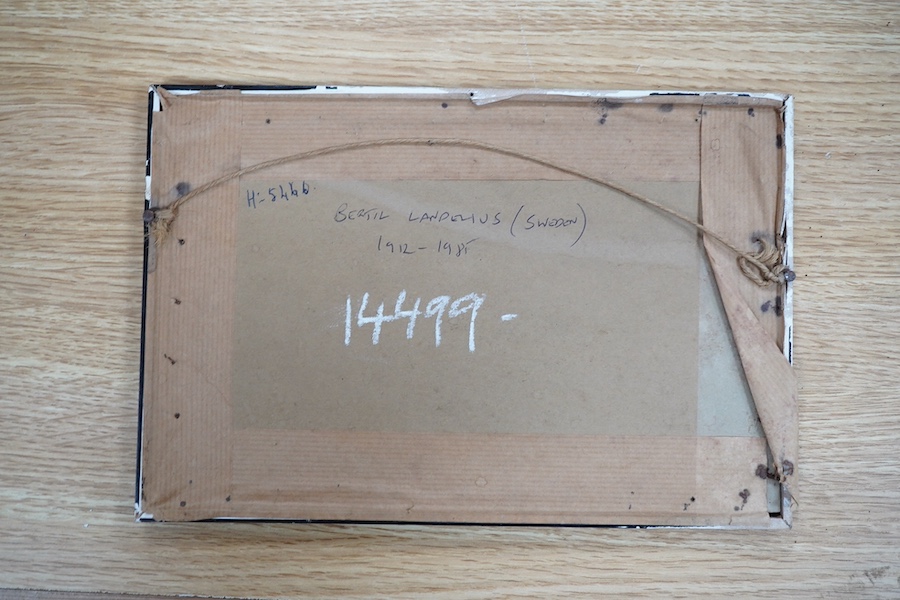 H-5466.
BERTIL LANDELIUS (SWEDEN)
1912-1985
14499-